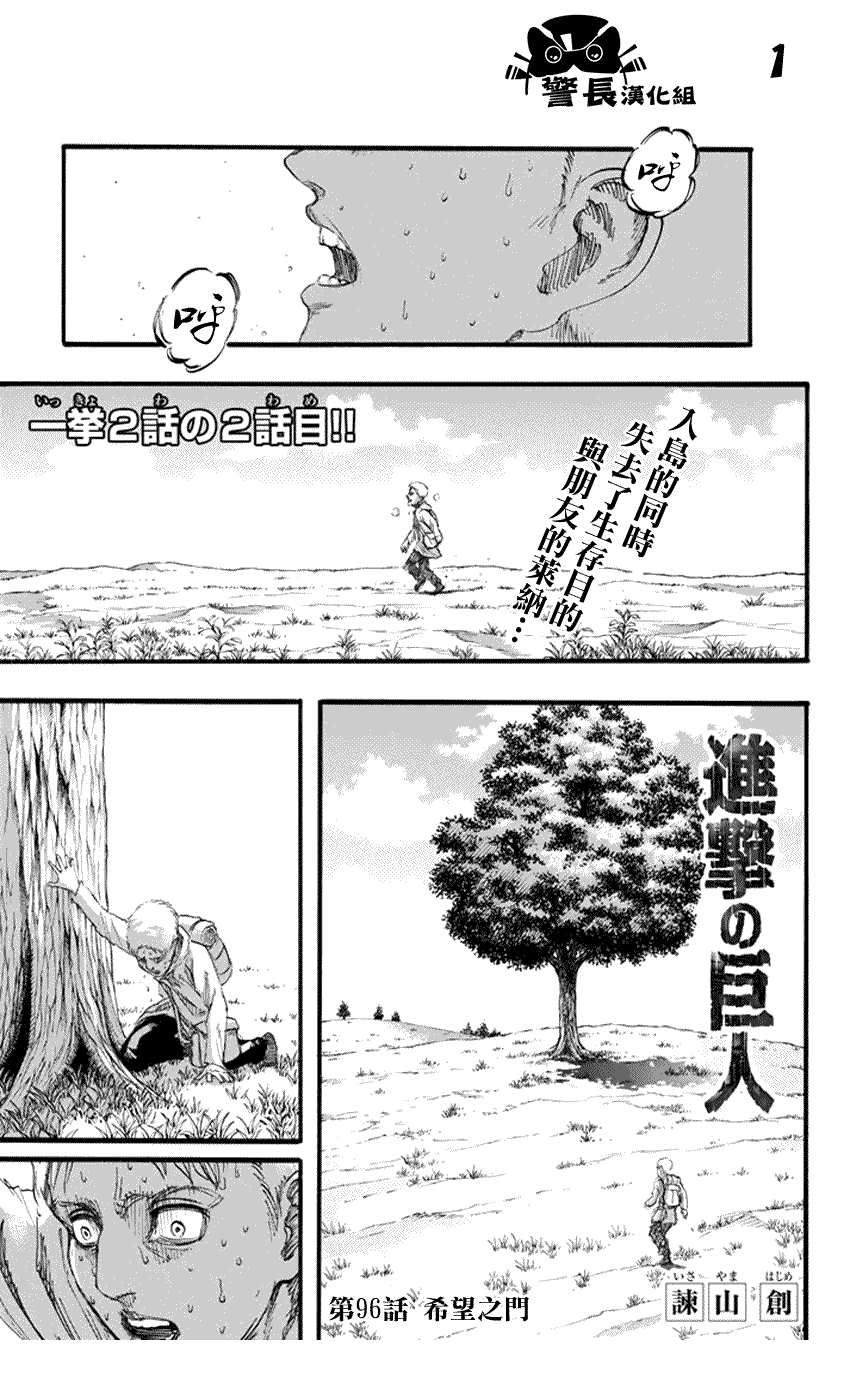 警長漢化組
1
呼
呼
いっきょ わ わめ
一挙2話の2話目!!
入島的同時
失去了生存目的
與朋友的萊納…
進撃の巨人
いさ やま はじめ
諫山創
第96話 希望之門